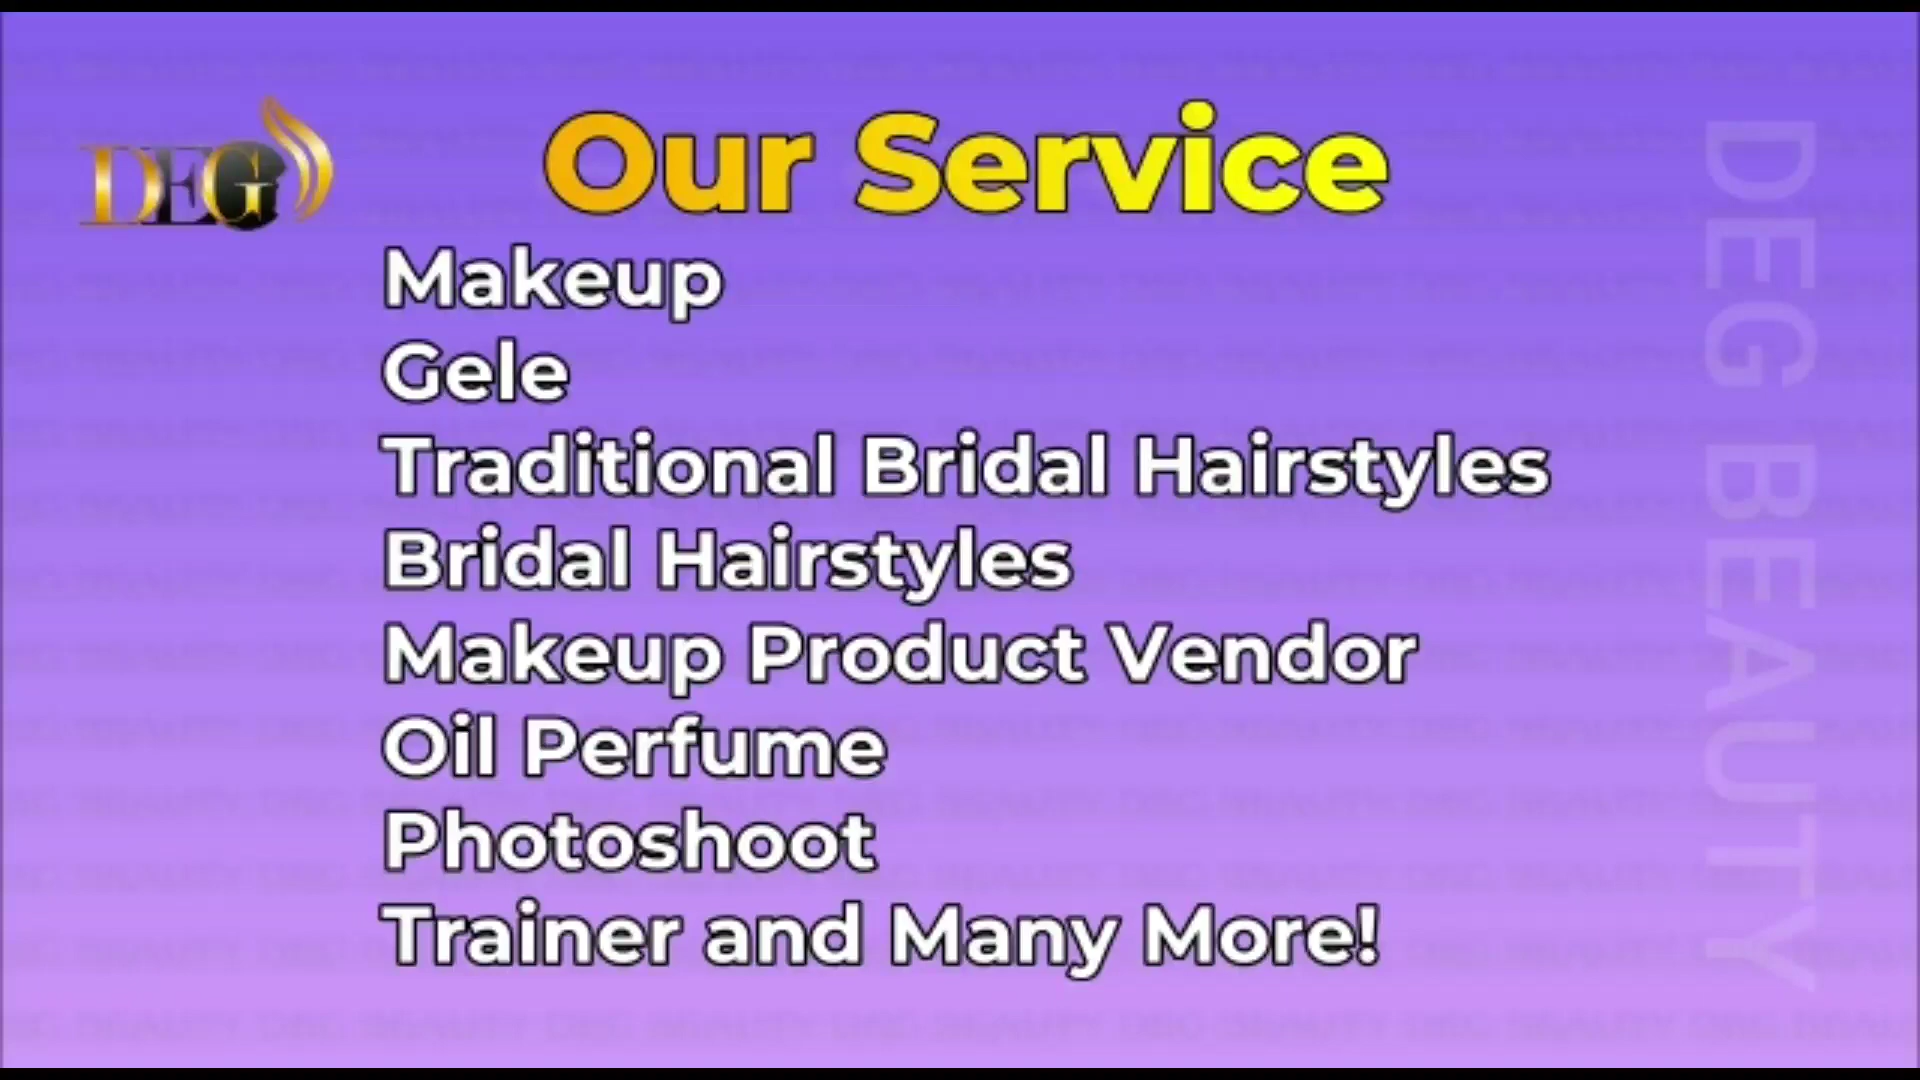 DEG
Our Service
Makeup
Gele
Traditional Bridal Hairstyles
Bridal Hairstyles
Makeup Product Vendor
Oil Perfume
Photoshoot
Trainer and Many More!
DEG BEAUTY